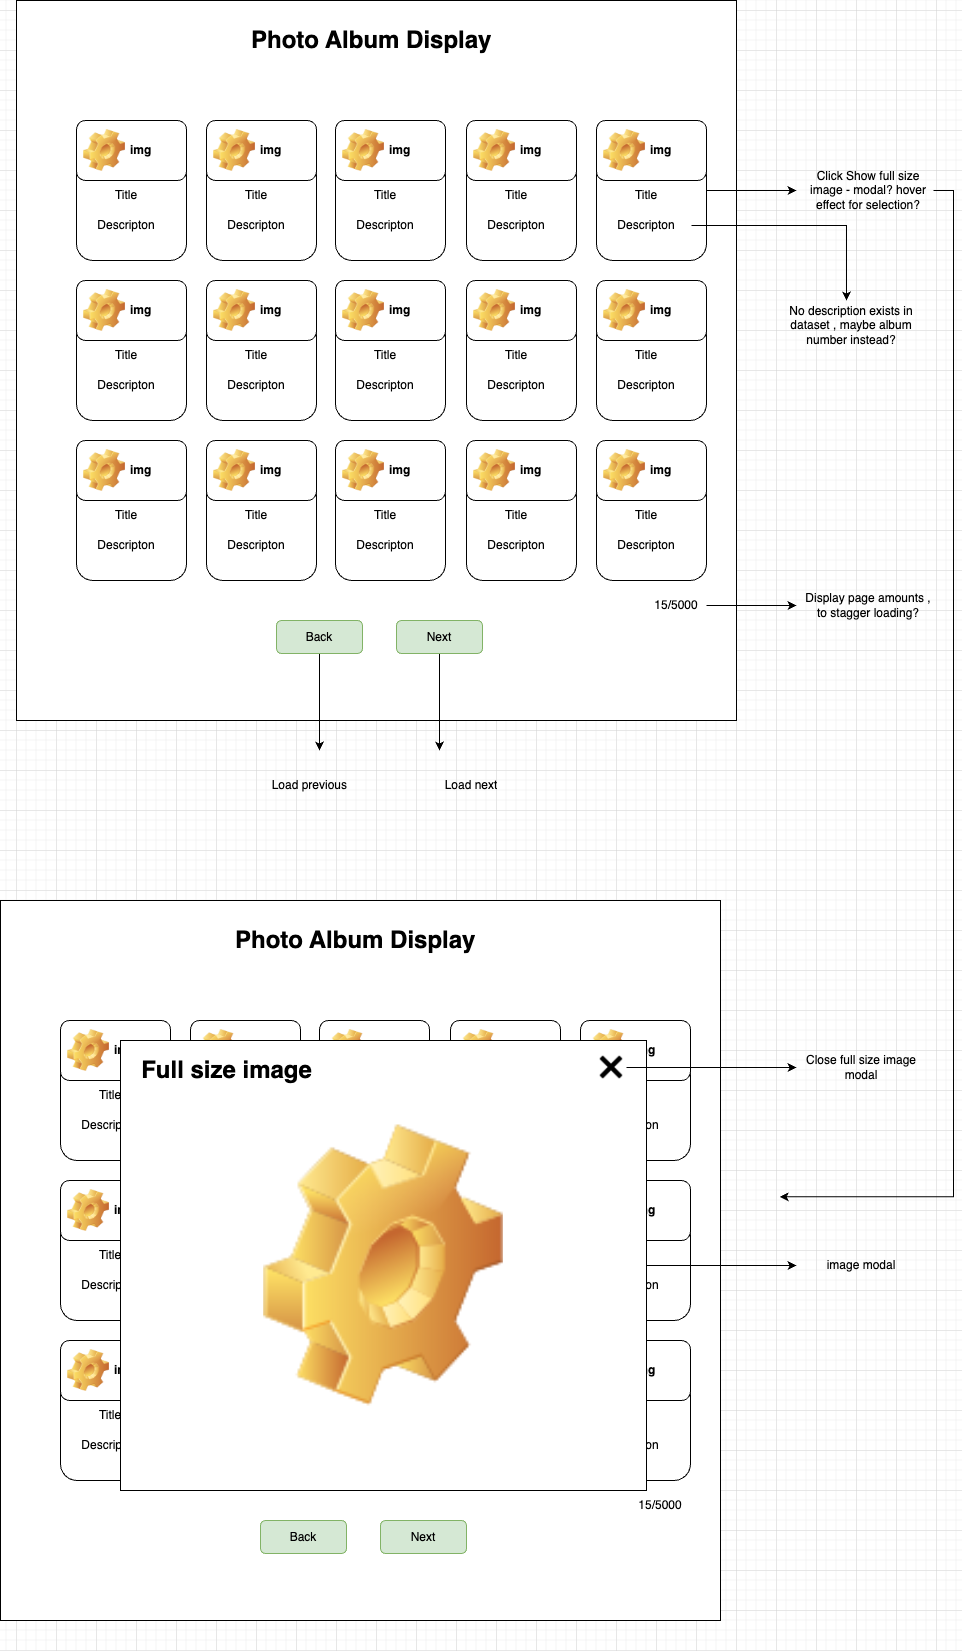 Photo Album Display
img img img img img
Title Title Title Title Title
Descripton Descripton Descripton Descripton Descripton
Click Show full size
image - modal? hover
effect for selection?
img img img img img
Title Title Title Title Title
Descripton Descripton Descripton Descripton Descripton
No description exists in
dataset , maybe album
number instead?
img img img img img
Title Title Title Title Title
Descripton Descripton Descripton Descripton Descripton
15/5000
Display page amounts ,
to stagger loading?
Back Next
Load previous Load next
Photo Album Display
Full size image
Close full size image
modal
Title
Descrip on
Title
Descrip on
image modal
Title
Descrip on
15/5000
Back Next